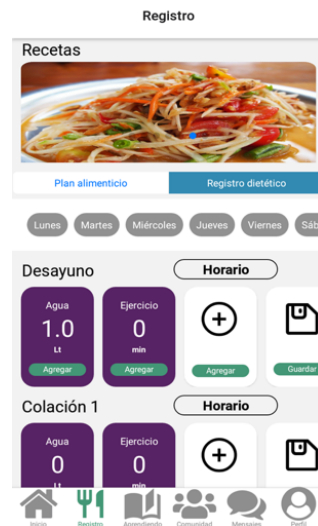 Registro
Recetas
Plan alimenticio Registro dietético
Lunes Martes Miércoles Jueves Viernes Sáb
Desayuno Horario
Agua Ejercicio
1.0 0
Lt min
Agregar Agregar Agregar Guardar
Colación 1 Horario
Agua Ejercicio
0 0
Lt min
Inicio Registro Aprendiendo Comunidad Mensajes Perfil